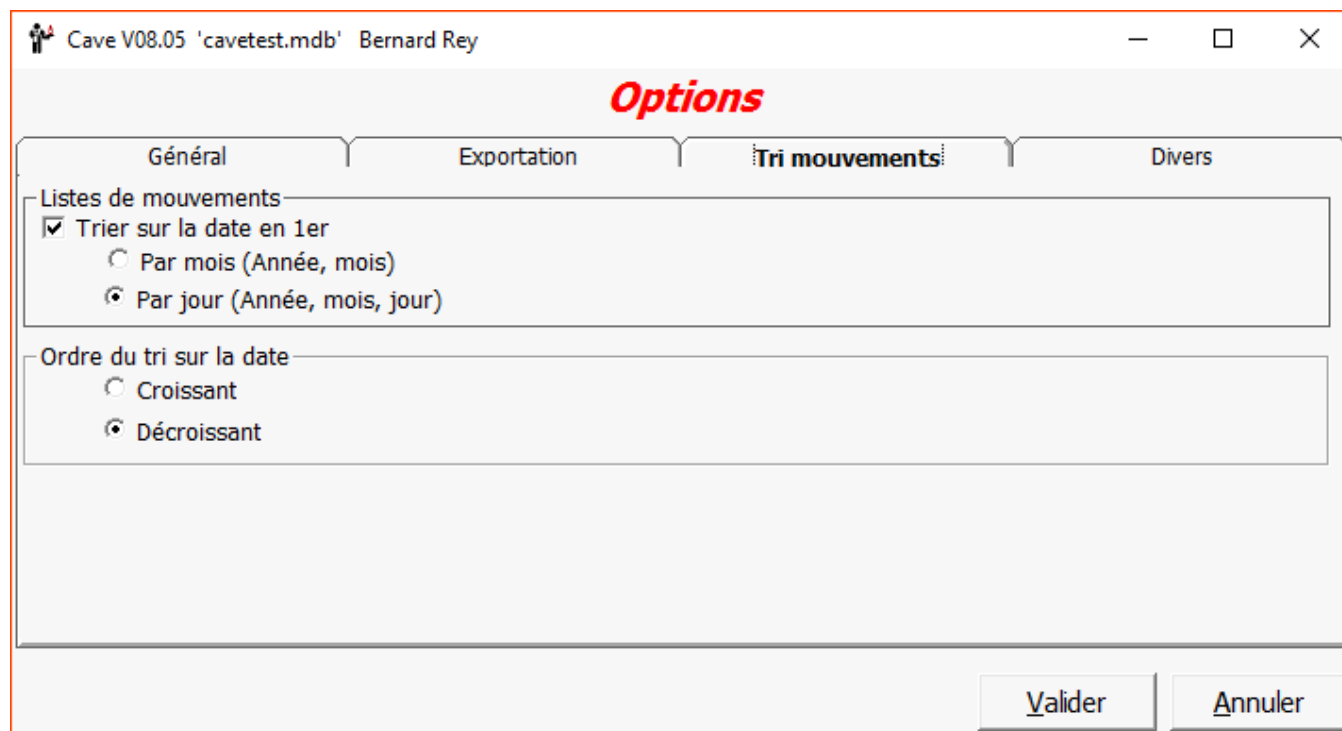 Cave V08.05 'cavetest.mdb' Bernard Rey
Options
Général Exportation Tri mouvements Divers
Listes de mouvements
Trier sur la date en 1er
Par mois (Année, mois)
Par jour (Année, mois, jour)
Ordre du tri sur la date
Croissant
Décroissant
Valider Annuler